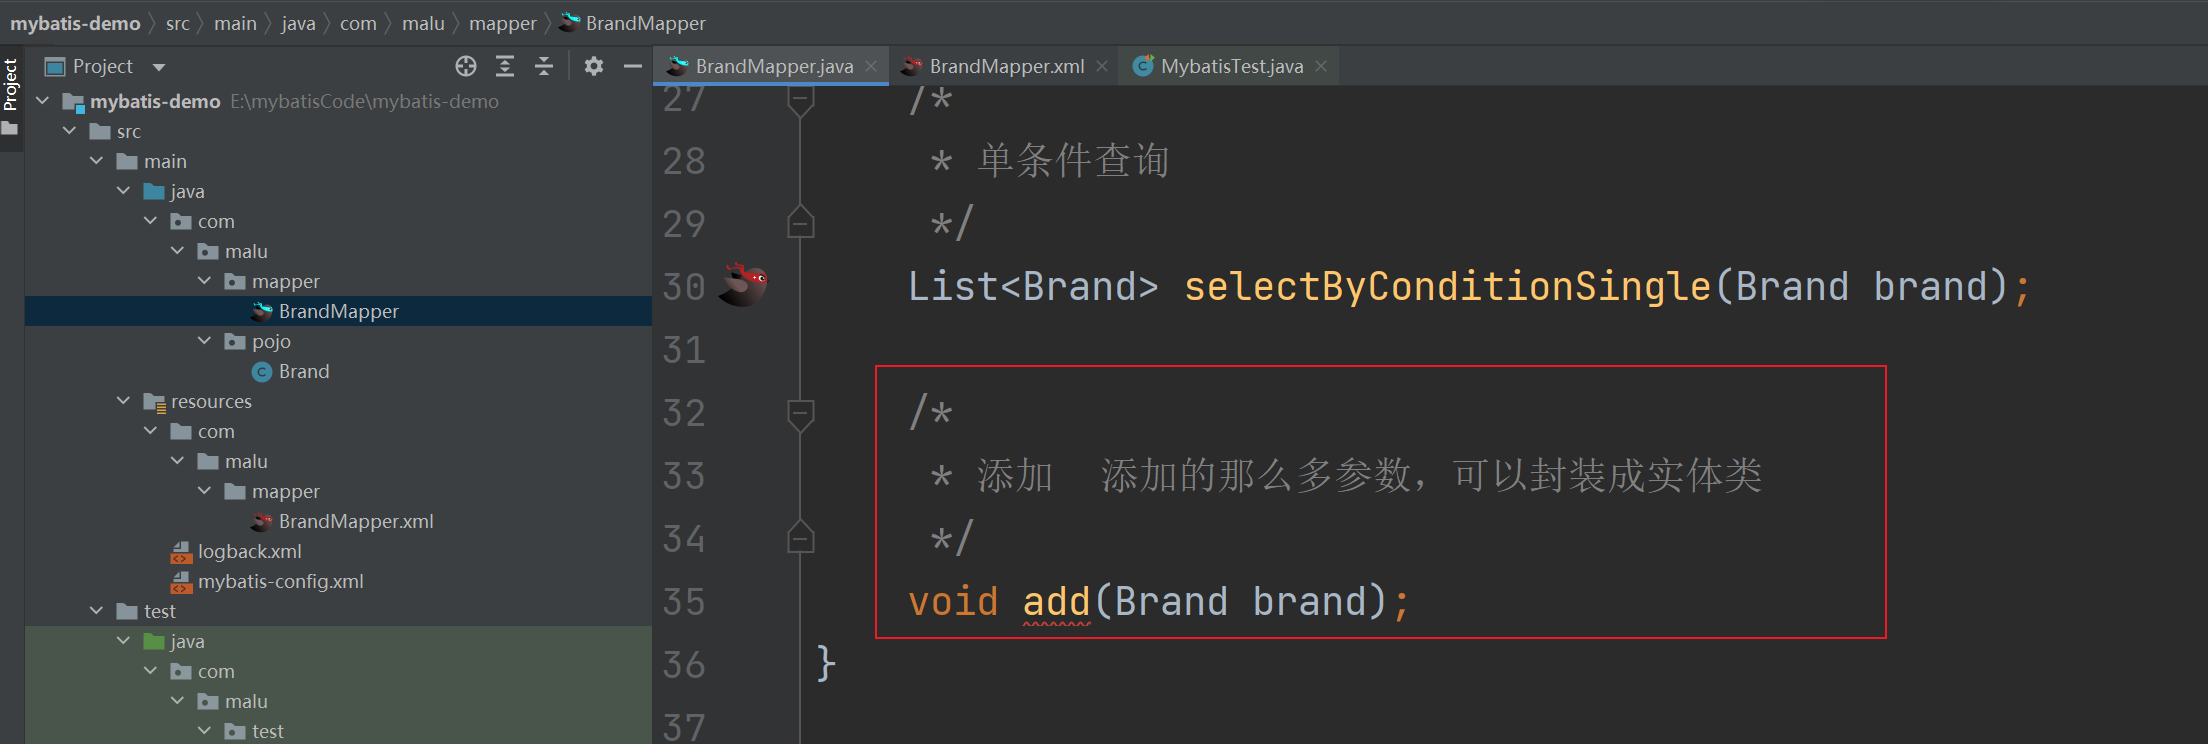 mybatis-demo src main java com malu mapper BrandMapper
Project
Project
BrandMapper.java
BrandMapper.xml
MybatisTest.java
mybatis-demo E:\mybatisCode\mybatis-demo
src
main
java
com
malu
mapper
BrandMapper
pojo
Brand
resources
com
malu
mapper
BrandMapper.xml
logback.xml
mybatis-config.xml
test
java
com
malu
test
27 /*
28 * 单条件查询
29 */
30 List<Brand> selectByConditionSingle(Brand brand);
31
32 /*
33 * 添加 添加的那么多参数，可以封装成实体类
34 */
35 void add(Brand brand);
36 }
37